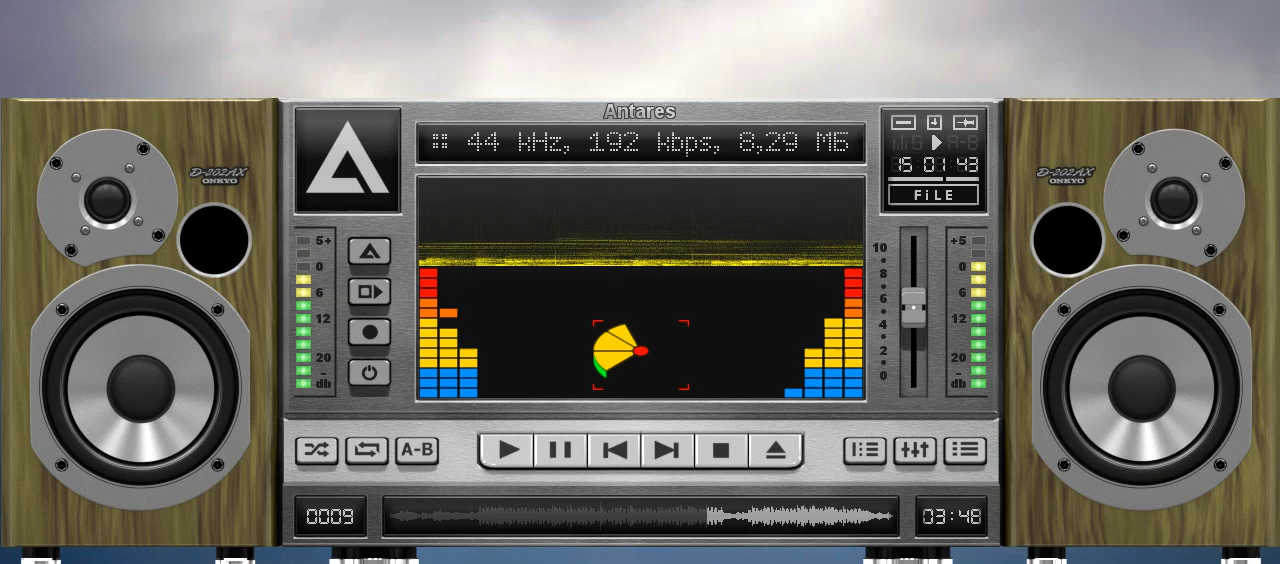 Antares
:: 44 kHz, 192 kbps, 8,29 МБ
A-B
15 01 43
FiLE
D-202AX
ONKYO
D-202AX
ONKYO
5+
0
6
12
20
-
db
10
8
6
4
2
0
+5
0
6
12
20
-
db
A-B
0009
03:48